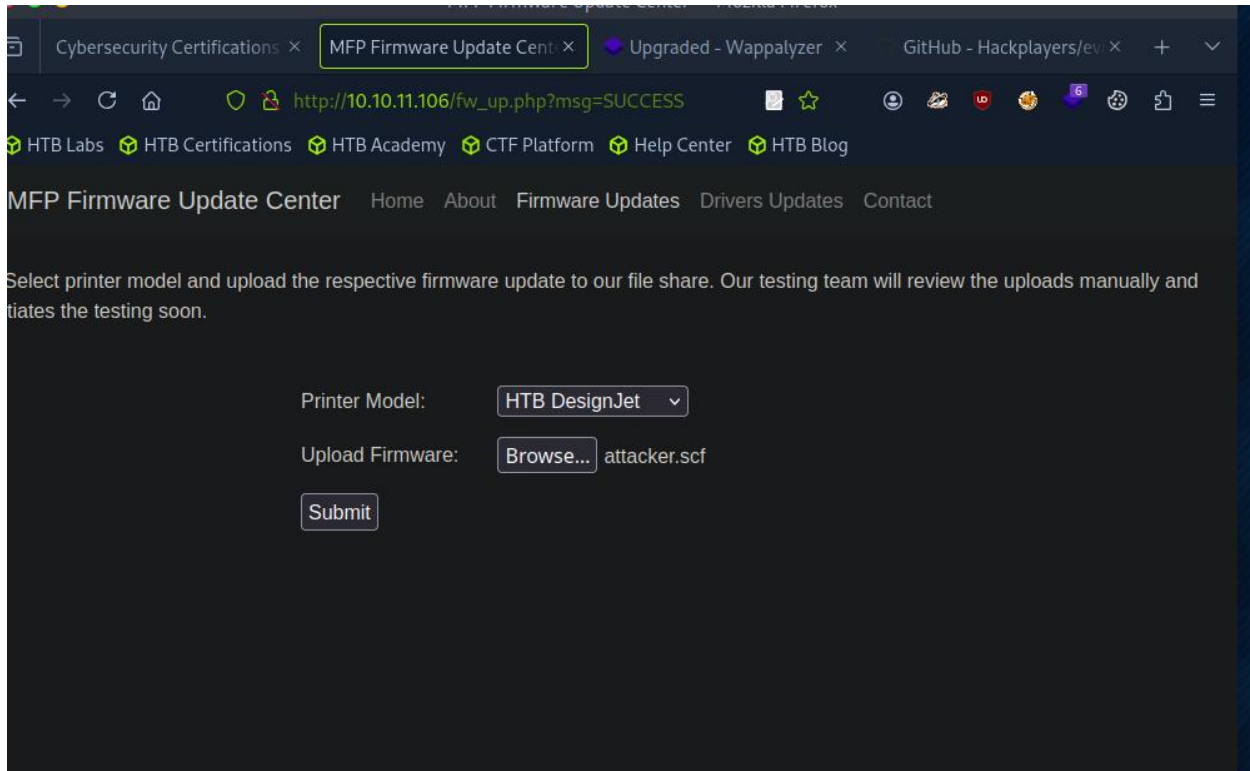 Cybersecurity Certifications ×
MFP Firmware Update Cent ×
Upgraded - Wappalyzer ×
GitHub - Hackplayers/ev ×
http://10.10.11.106/fw_up.php?msg=SUCCESS
6
HTB Labs HTB Certifications HTB Academy CTF Platform Help Center HTB Blog
MFP Firmware Update Center Home About Firmware Updates Drivers Updates Contact
Select printer model and upload the respective firmware update to our file share. Our testing team will review the uploads manually and
tiates the testing soon.
Printer Model: HTB DesignJet
Upload Firmware: Browse... attacker.scf
Submit